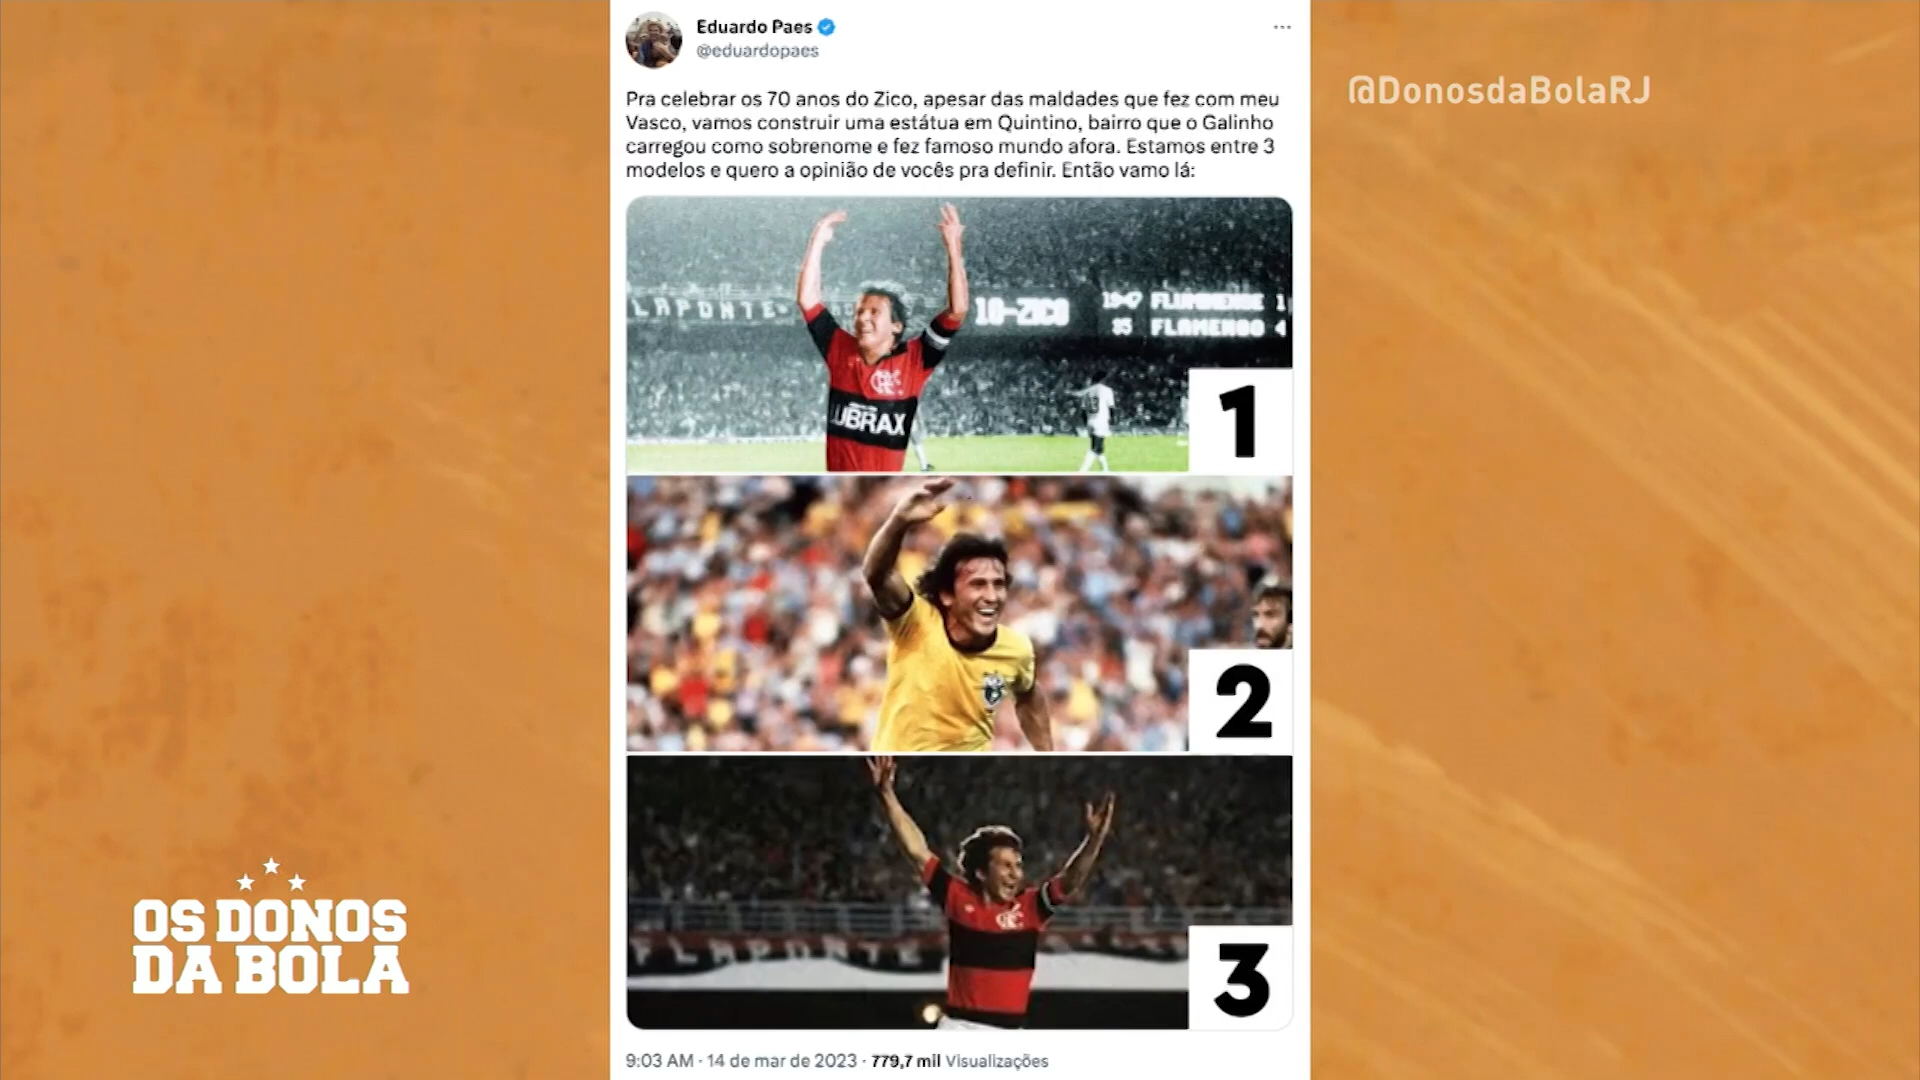 Eduardo Paes
@eduardopaes
@DonosdaBolaRJ
Pra celebrar os 70 anos do Zico, apesar das maldades que fez com meu
Vasco, vamos construir uma estátua em Quintino, bairro que o Galinho
carregou como sobrenome e fez famoso mundo afora. Estamos entre 3
modelos e quero a opinião de vocês pra definir. Então vamo lá:
LAPONTE
10-ZICO
FLUMINENSE 1
35 FLAMENGO 4
LUBRAX
1
2
FLAPONTE
3
OS DONOS
DA BOLA
9:03 AM · 14 de mar de 2023 · 779,7 mil Visualizações